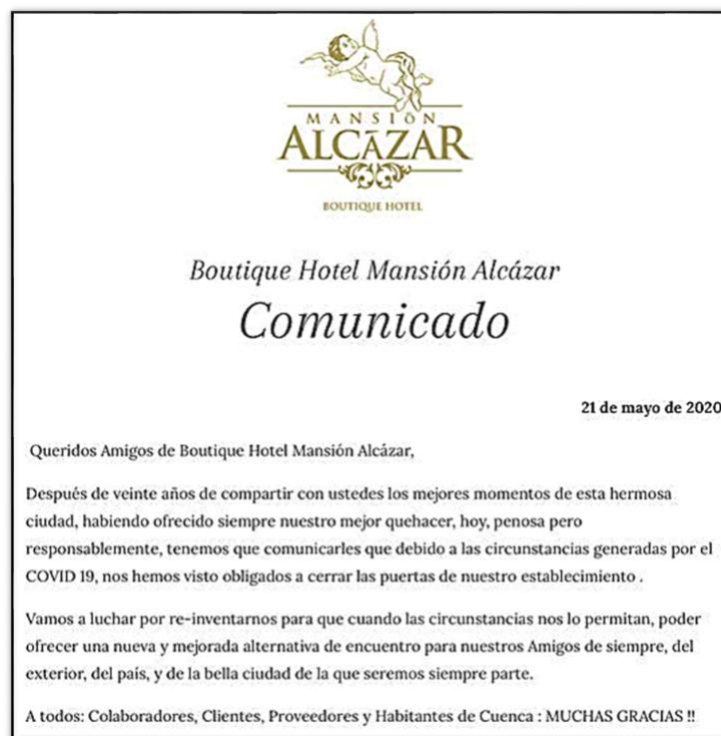 MANSIÓN
ALCÁZAR
BOUTIQUE HOTEL
Boutique Hotel Mansión Alcázar
Comunicado
21 de mayo de 2020
Queridos Amigos de Boutique Hotel Mansión Alcázar,
Después de veinte años de compartir con ustedes los mejores momentos de esta hermosa
ciudad, habiendo ofrecido siempre nuestro mejor quehacer, hoy, penosa pero
responsablemente, tenemos que comunicarles que debido a las circunstancias generadas por el
COVID 19, nos hemos visto obligados a cerrar las puertas de nuestro establecimiento .
Vamos a luchar por re-inventarnos para que cuando las circunstancias nos lo permitan, poder
ofrecer una nueva y mejorada alternativa de encuentro para nuestros Amigos de siempre, del
exterior, del país, y de la bella ciudad de la que seremos siempre parte.
A todos: Colaboradores, Clientes, Proveedores y Habitantes de Cuenca : MUCHAS GRACIAS !!